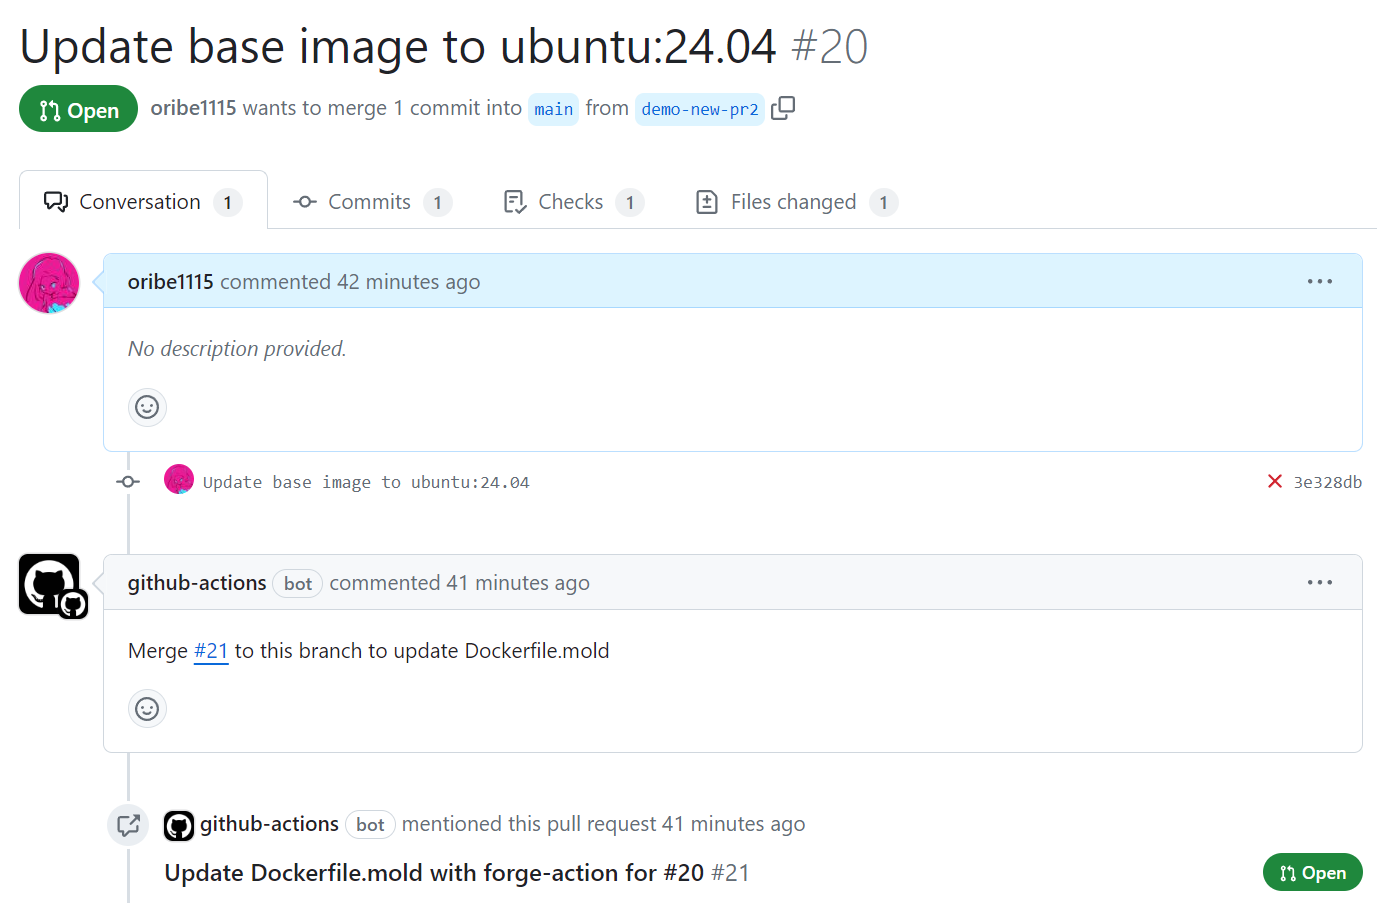 Update base image to ubuntu:24.04 #20
Open oribe1115 wants to merge 1 commit into main from demo-new-pr2
Conversation 1 Commits 1 Checks 1 Files changed 1
oribe1115 commented 42 minutes ago
No description provided.
Update base image to ubuntu:24.04 3e328db
github-actions bot commented 41 minutes ago
Merge #21 to this branch to update Dockerfile.mold
github-actions bot mentioned this pull request 41 minutes ago
Update Dockerfile.mold with forge-action for #20 #21 Open